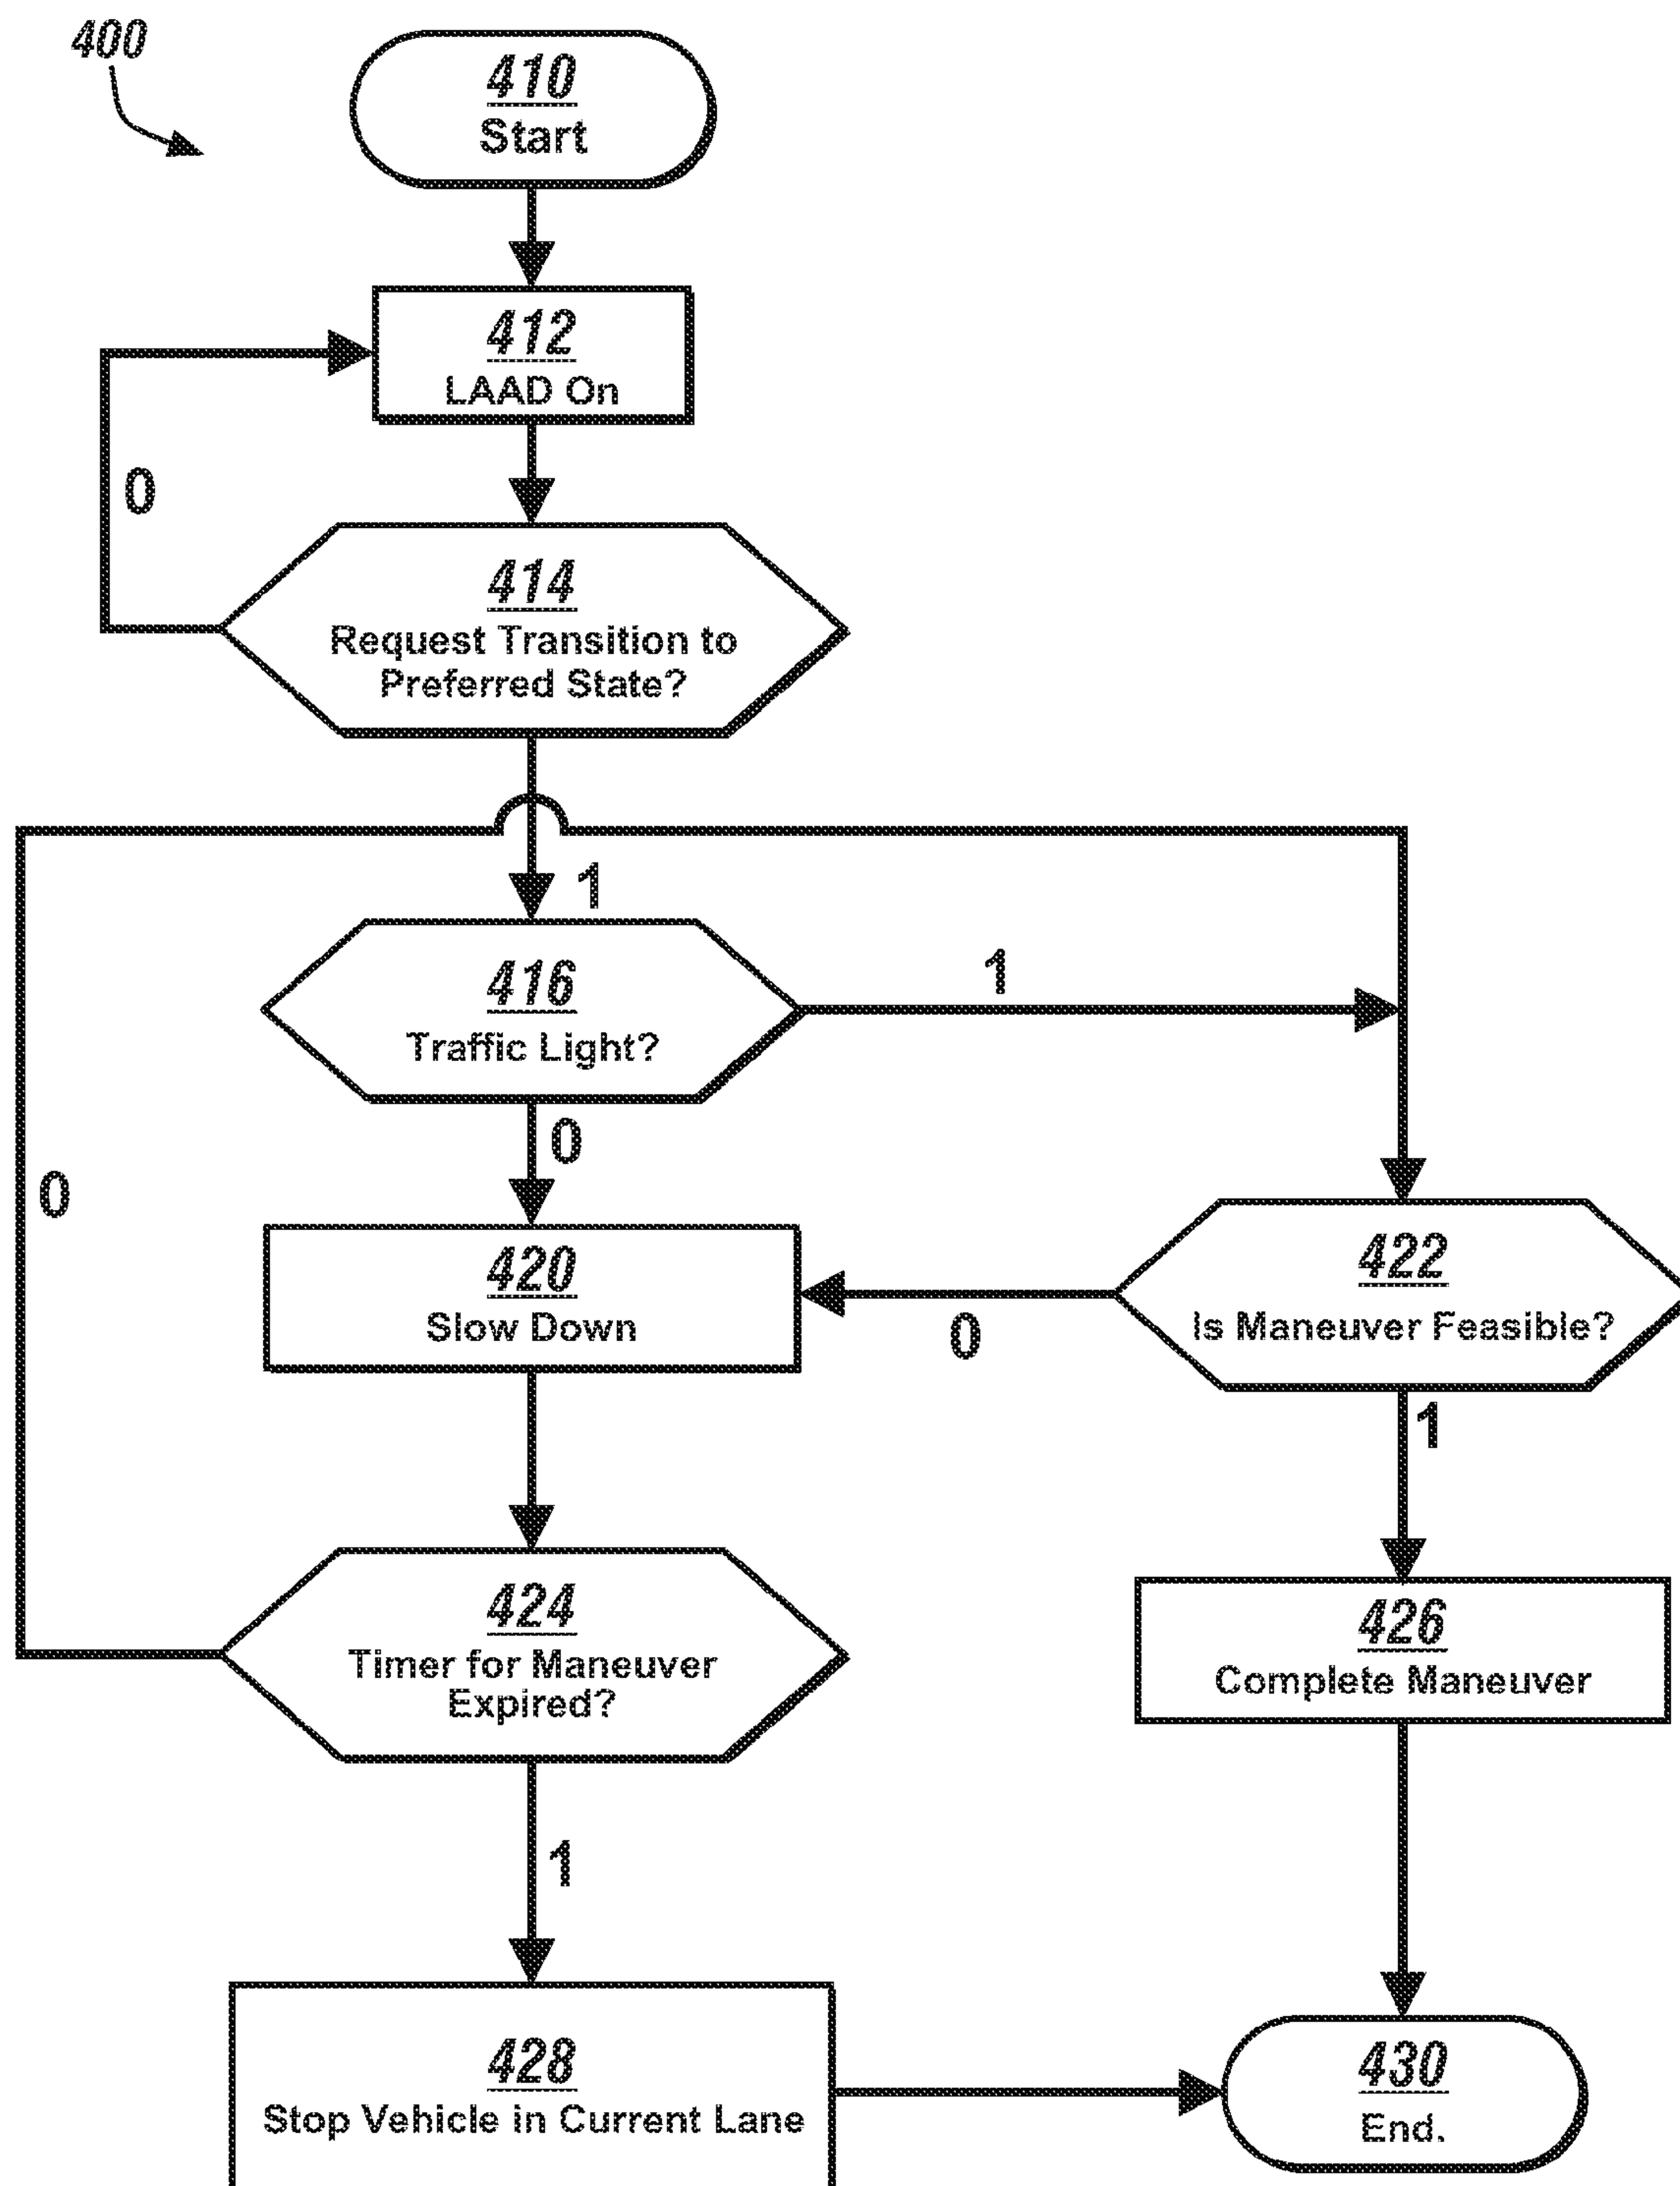 400
410
Start
412
LAAD On
0
414
Request Transition to
Preferred State?
1
416
Traffic Light?
1
0
0
420
Slow Down
422
Is Maneuver Feasible?
0
1
424
Timer for Maneuver
Expired?
426
Complete Maneuver
1
428
Stop Vehicle in Current Lane
430
End.